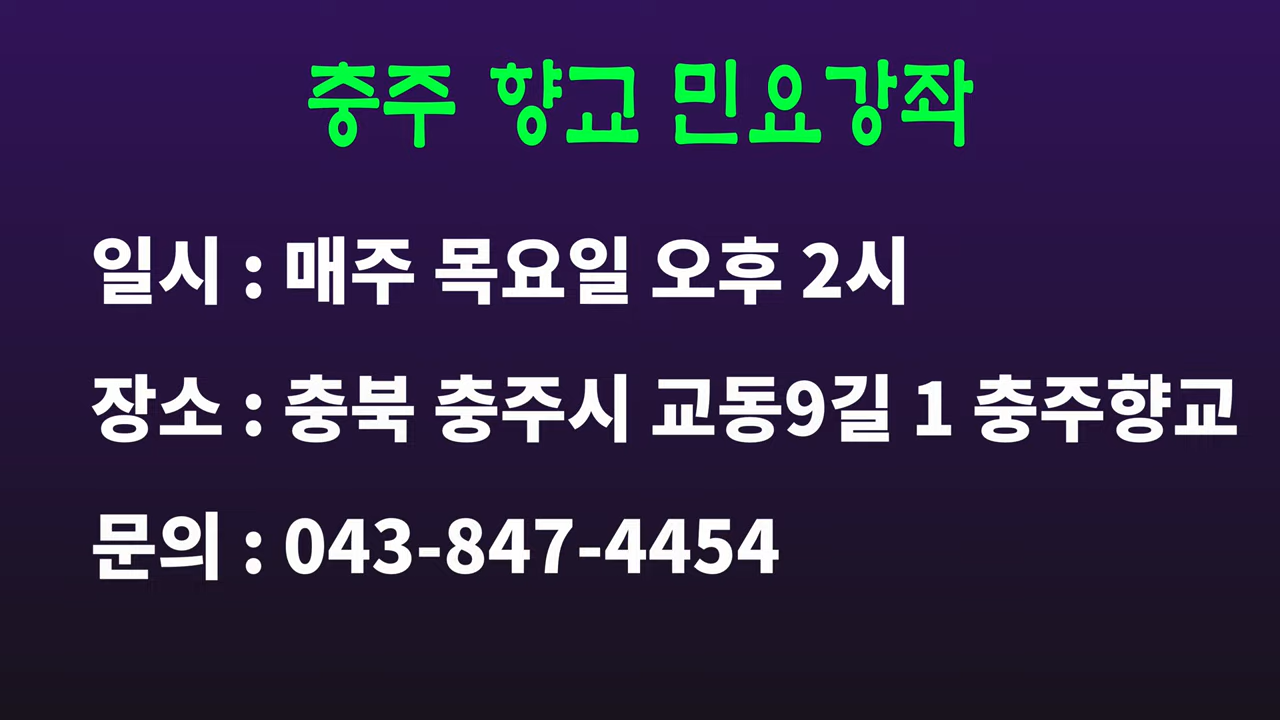 충주 향교 민요강좌
일시 : 매주 목요일 오후 2시
장소 : 충북 충주시 교동9길 1 충주향교
문의 : 043-847-4454